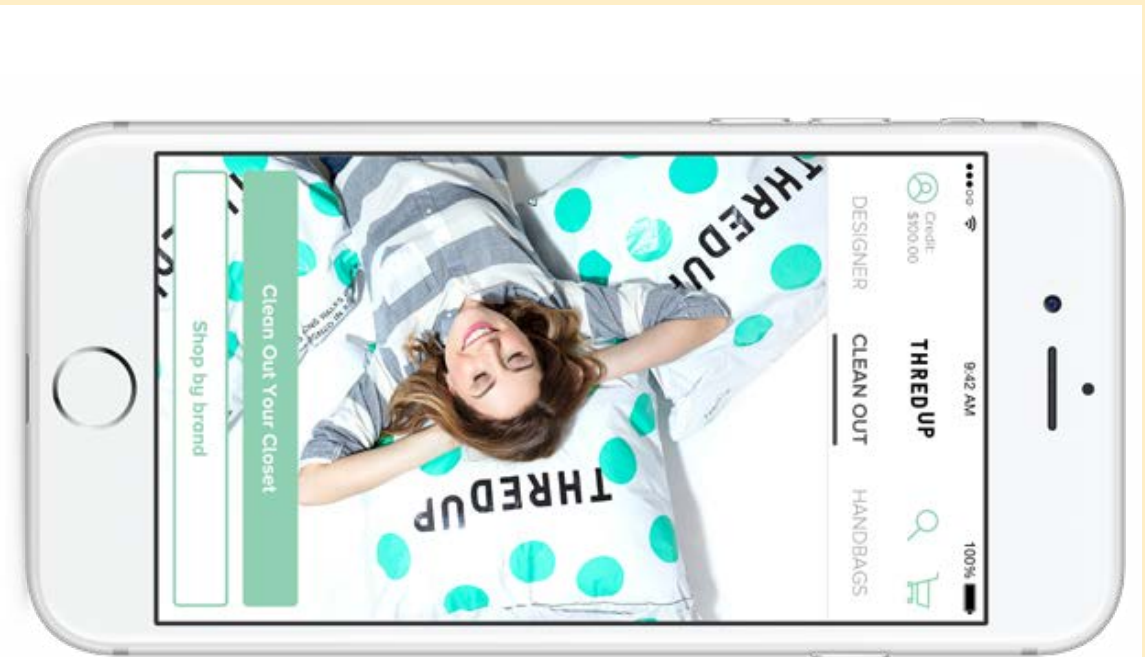 9:42 AM
100%
Credit:
$100.00
THREDUP
DESIGNER
CLEAN OUT
HANDBAGS
THREDUP
THREDUP
Clean Out Your Closet
Shop by brand